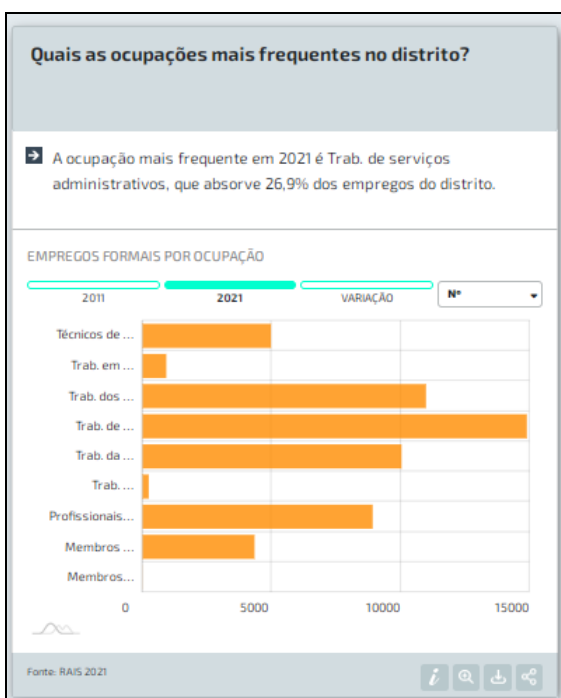 Quais as ocupações mais frequentes no distrito?
A ocupação mais frequente em 2021 é Trab. de serviços
administrativos, que absorve 26,9% dos empregos do distrito.
EMPREGOS FORMAIS POR OCUPAÇÃO
2011 2021 VARIAÇÃO Nº
Técnicos de ...
Trab. em ...
Trab. dos ...
Trab. de ...
Trab. da ...
Trab. ...
Profissionais...
Membros ...
Membros...
0 5000 10000 15000
Fonte: RAIS 2021